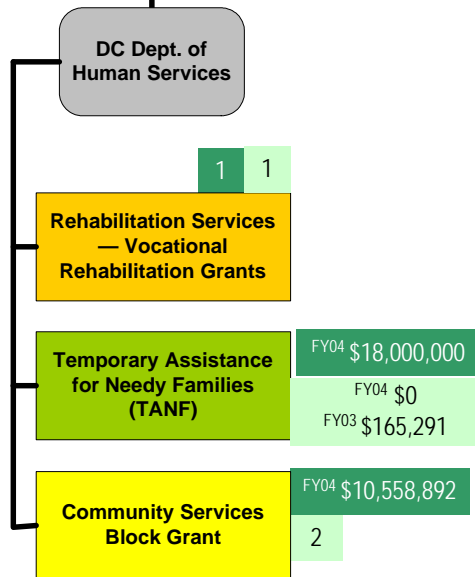 DC Dept. of
Human Services
1 1
Rehabilitation Services
— Vocational
Rehabilitation Grants
Temporary Assistance
for Needy Families
(TANF)
FY04 $18,000,000
FY04 $0
FY03 $165,291
Community Services
Block Grant
FY04 $10,558,892
2